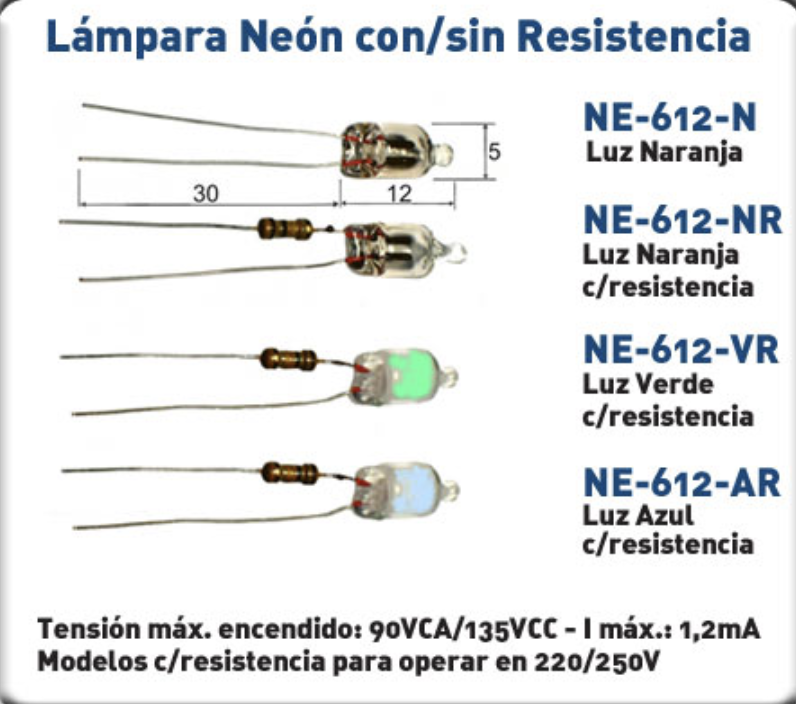 Lámpara Neón con/sin Resistencia
NE-612-N
Luz Naranja
5
30
12
NE-612-NR
Luz Naranja
c/resistencia
NE-612-VR
Luz Verde
c/resistencia
NE-612-AR
Luz Azul
c/resistencia
Tensión máx. encendido: 90VCA/135VCC - I máx.: 1,2mA
Modelos c/resistencia para operar en 220/250V